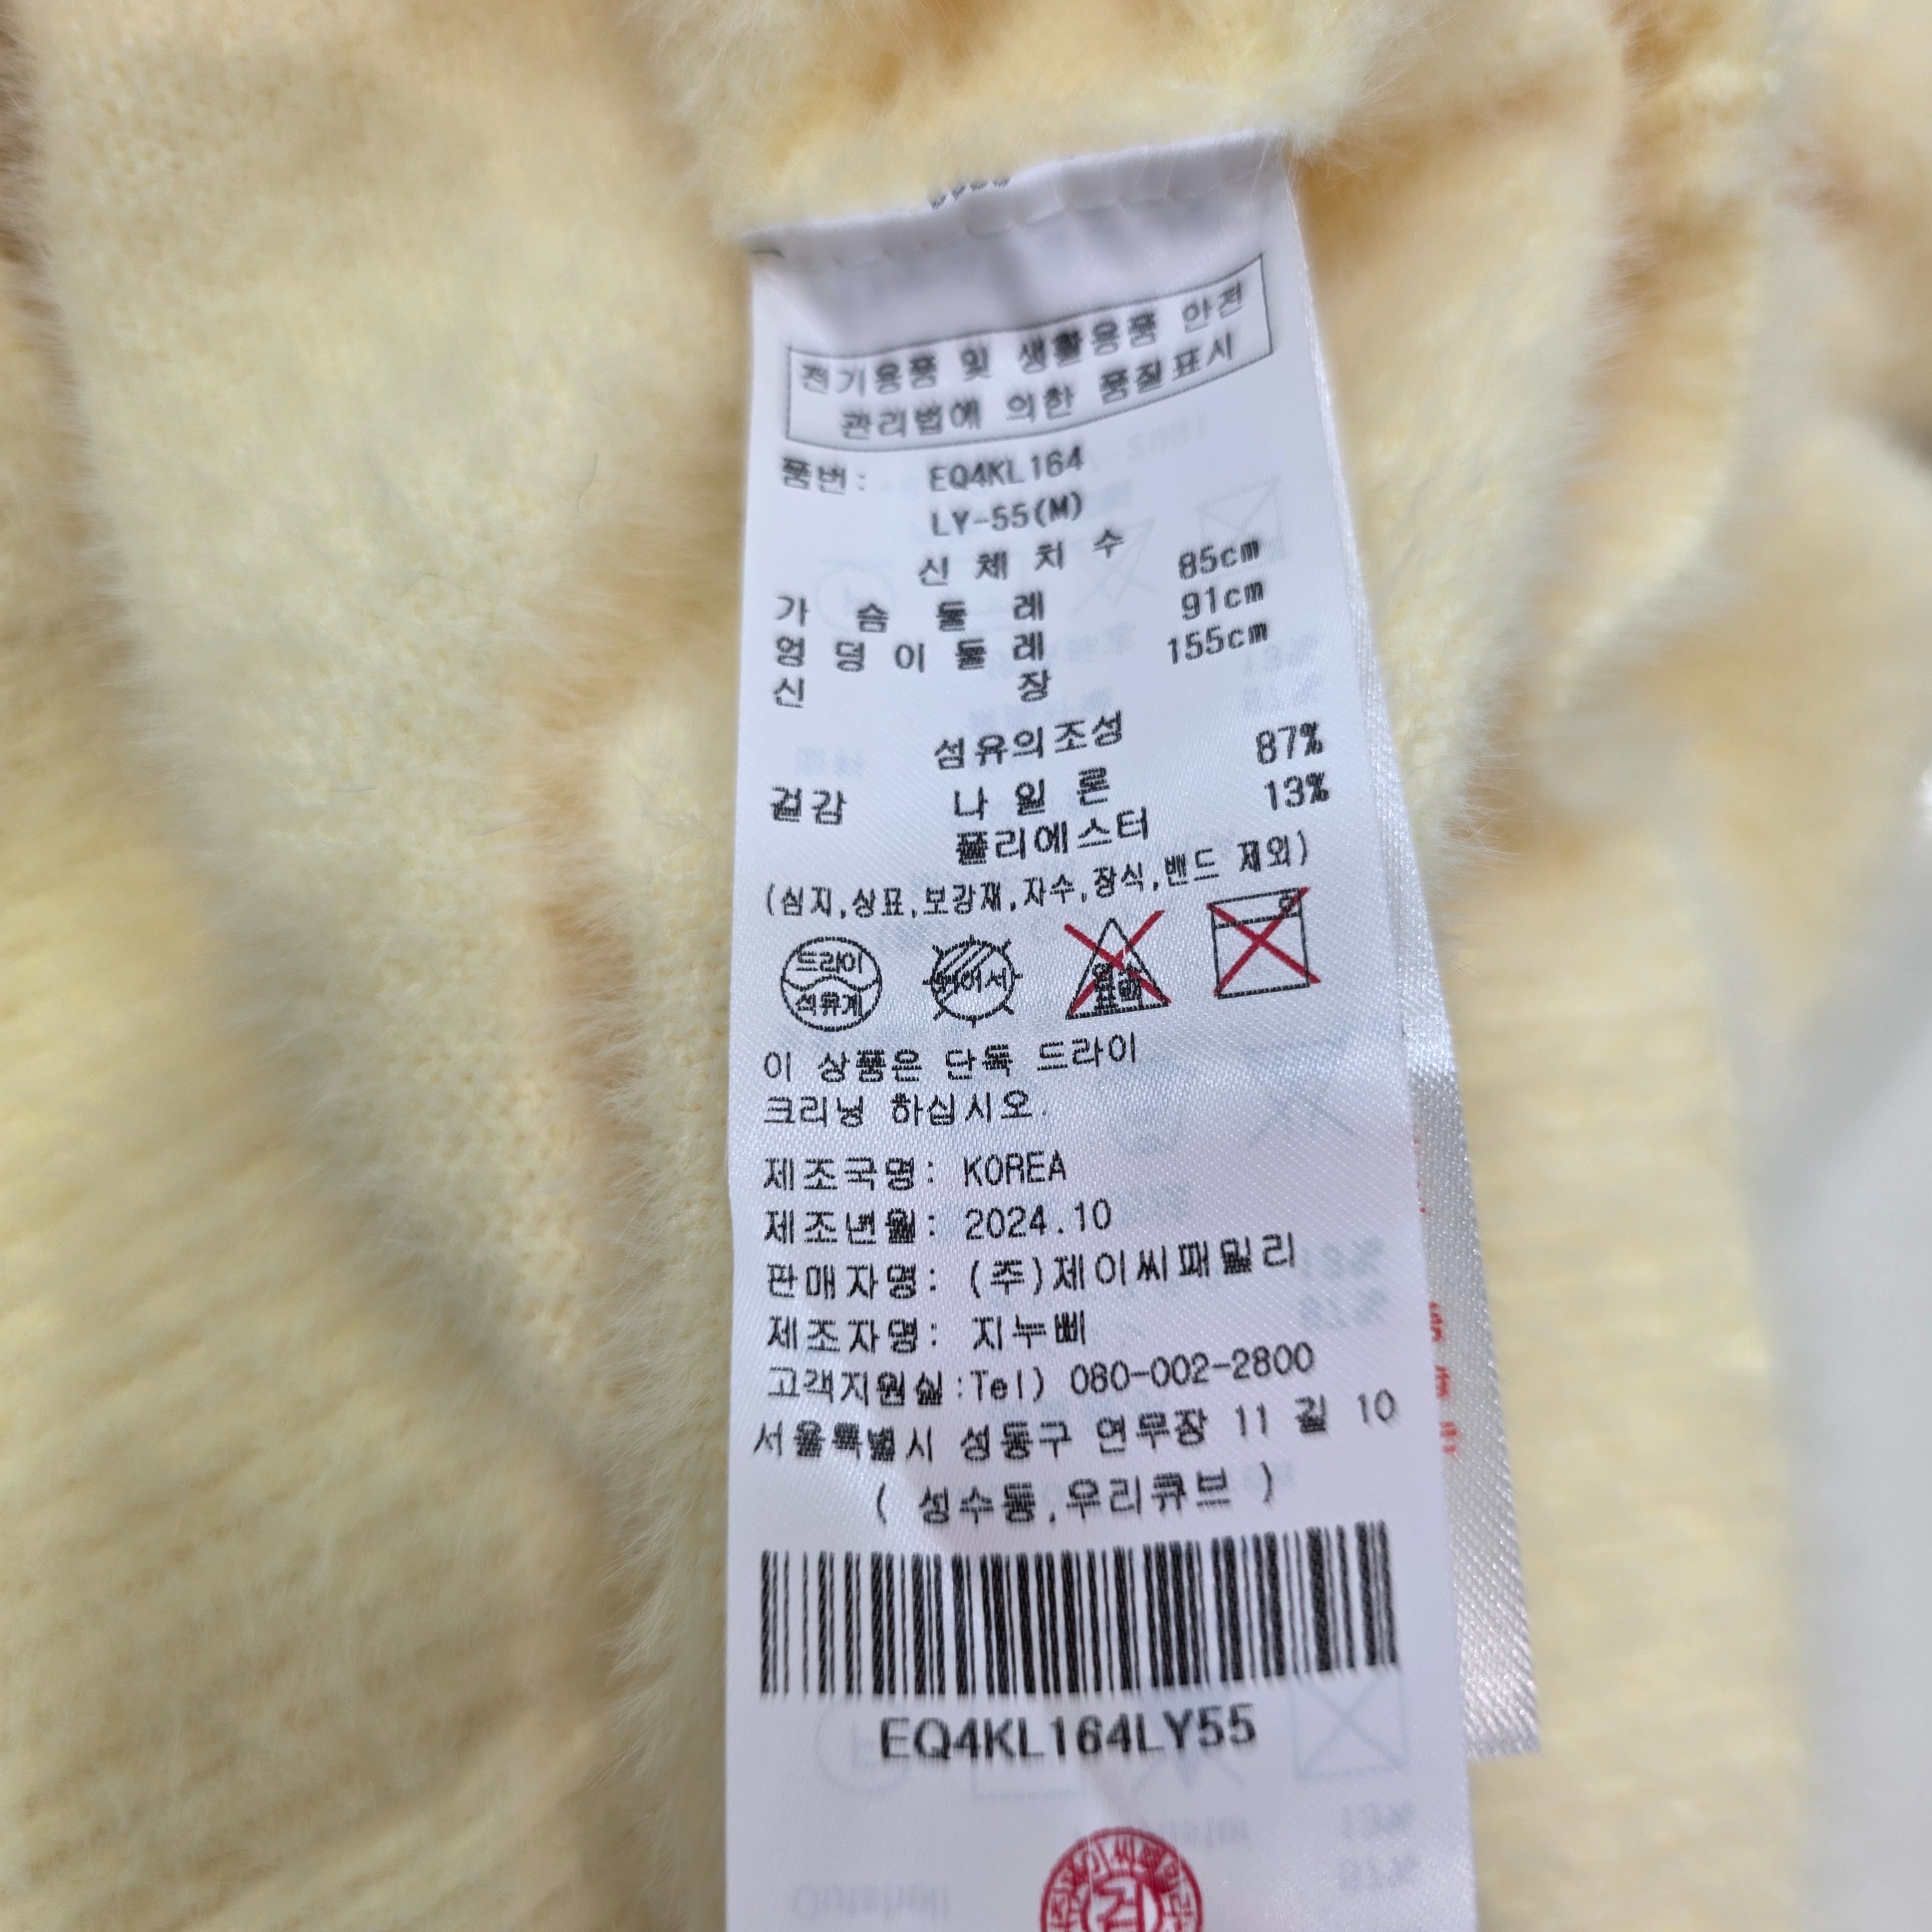 전기용품 및 생활용품 안전
관리법에 의한 품질표시
품번: EQ4KL164
LY-55(M)
신 체 치 수
가 슴 둘 레 85cm
엉 덩 이 둘 레 91cm
신 장 155cm
섬유의조성
겉감 나 일 론 87%
폴리에스터 13%
(심지,상표,보강재,자수,장식,밴드 제외)
드라이
석유계
뉘어서
염소
표백
이 상품은 단독 드라이
크리닝 하십시오.
제조국명: KOREA
제조년월: 2024.10
판매자명: (주)제이씨패밀리
제조자명: 지누삐
고객지원실:Tel) 080-002-2800
서울특별시 성동구 연무장 11 길 10
( 성수동,우리큐브 )
EQ4KL164LY55